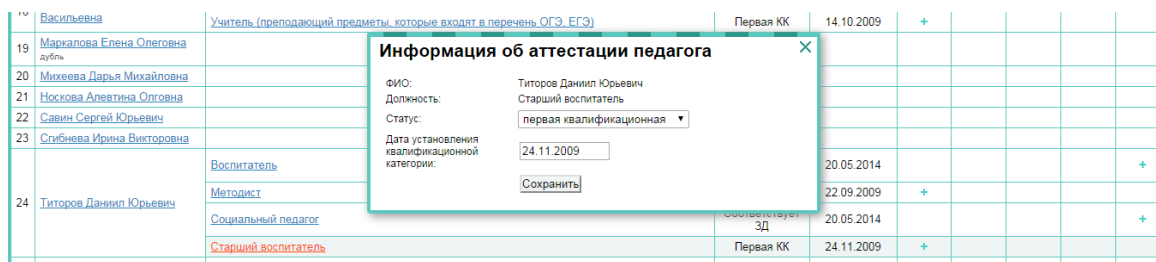 Васильевна
Учитель (преподающий предметы, которые входят в перечень ОГЭ, ЕГЭ)
Первая КК
14.10.2009
+
19
Маркалова Елена Олеговна
дубль
20
Михеева Дарья Михайловна
21
Носкова Алевтина Олговна
22
Савин Сергей Юрьевич
23
Сгибнева Ирина Викторовна
Информация об аттестации педагога
×
ФИО:
Титоров Даниил Юрьевич
Должность:
Старший воспитатель
Статус:
первая квалификационная
Дата установления
квалификационной
категории:
24.11.2009
Сохранить
24
Титоров Даниил Юрьевич
Воспитатель
20.05.2014
+
Методист
22.09.2009
+
Социальный педагог
Соответствует
ЗД
20.05.2014
+
Старший воспитатель
Первая КК
24.11.2009
+